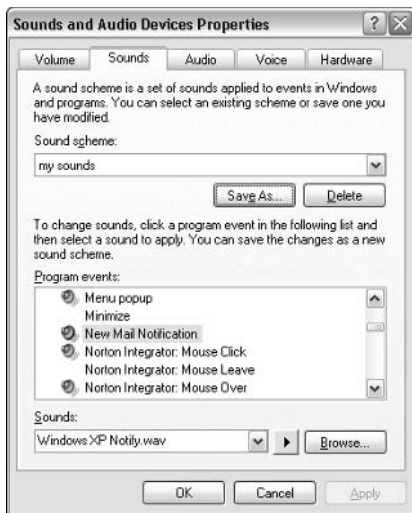 Sounds and Audio Devices Properties
Volume Sounds Audio Voice Hardware
A sound scheme is a set of sounds applied to events in Windows
and programs. You can select an existing scheme or save one you
have modified.
Sound scheme:
my sounds
Save As... Delete
To change sounds, click a program event in the following list and
then select a sound to apply. You can save the changes as a new
sound scheme.
Program events:
Menu popup
Minimize
New Mail Notification
Norton Integrator: Mouse Click
Norton Integrator: Mouse Leave
Norton Integrator: Mouse Over
Sounds:
Windows XP Notify.wav Browse...
OK Cancel Apply